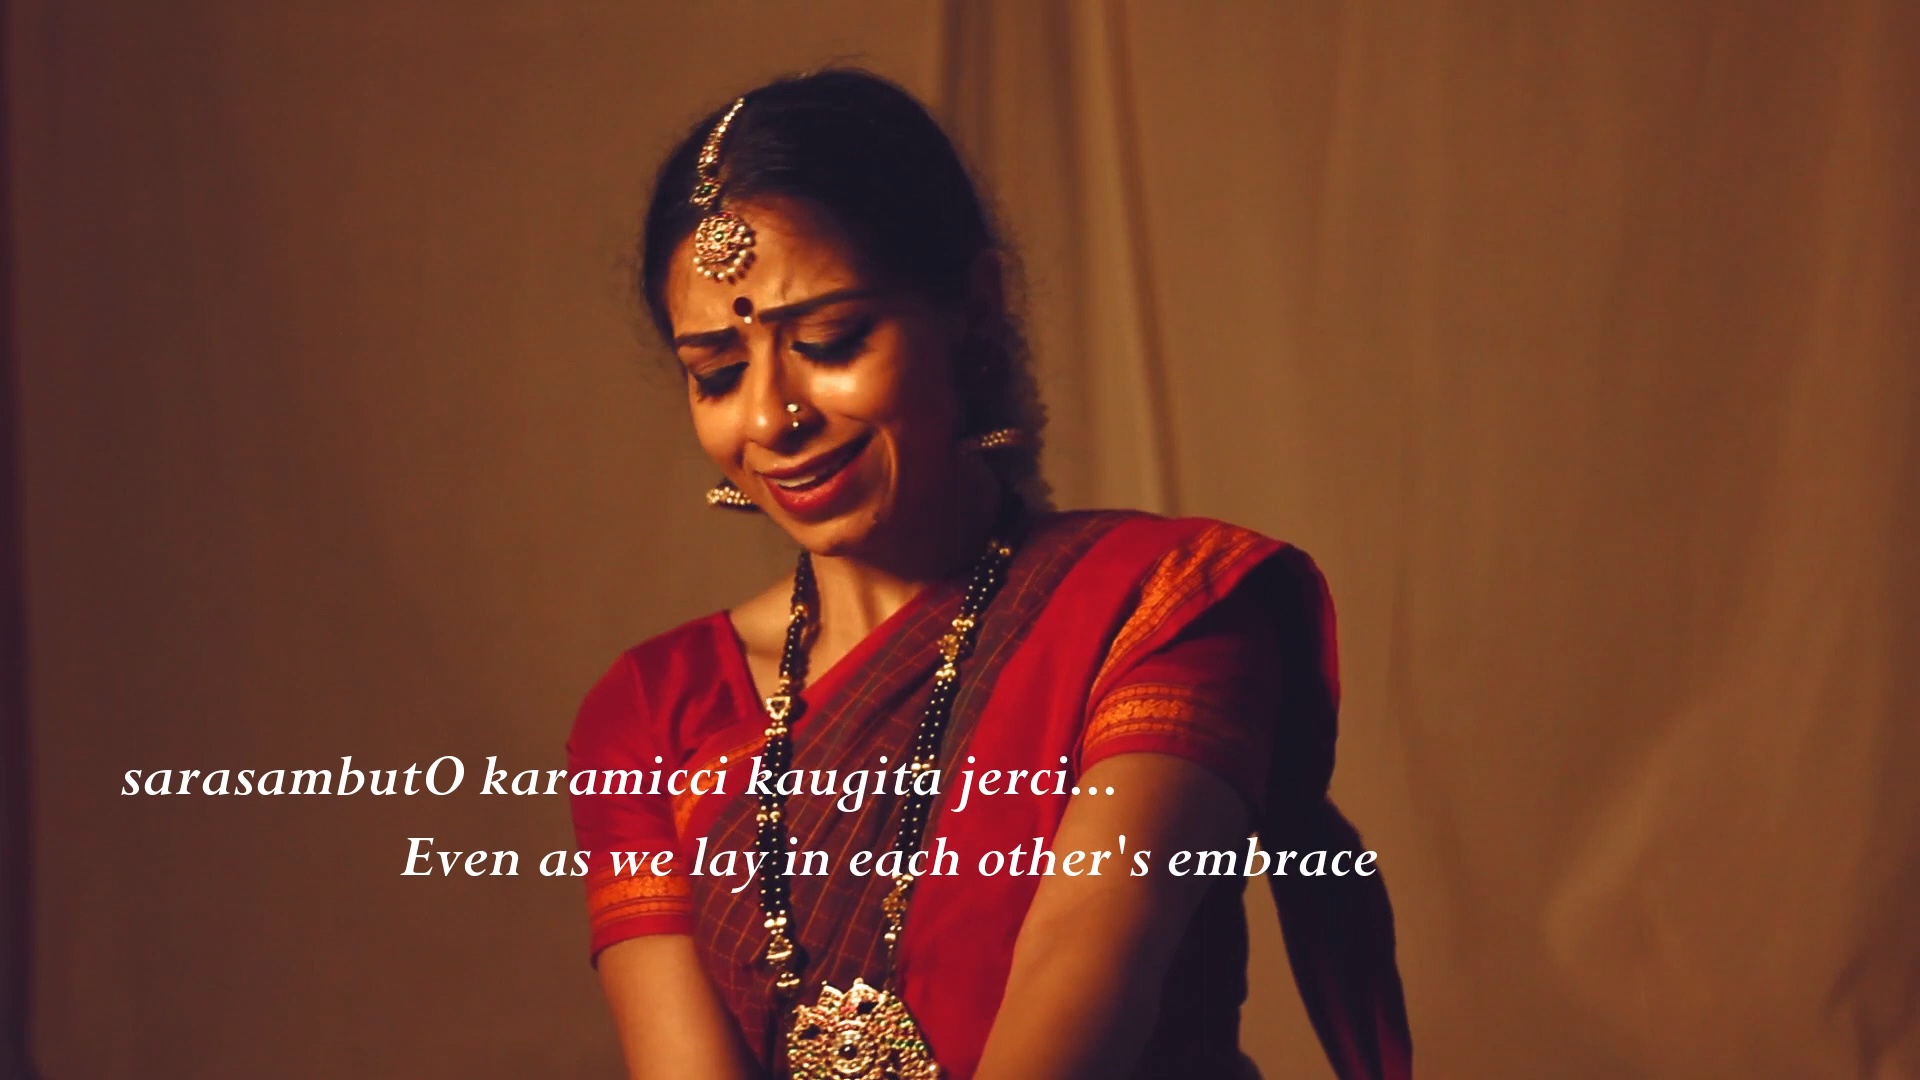 sarasambutO karamicci kaugita jerci...
Even as we lay in each other's embrace